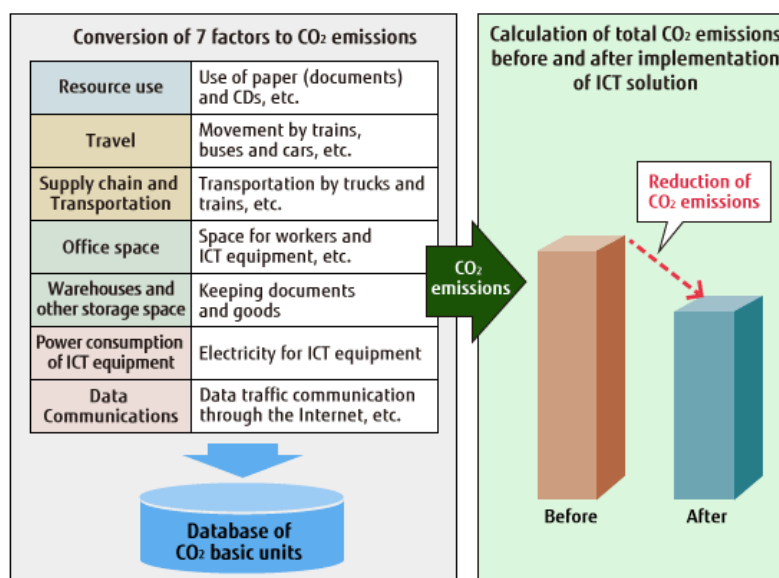 Conversion of 7 factors to CO₂ emissions
Resource use
Use of paper (documents)
and CDs, etc.
Travel
Movement by trains,
buses and cars, etc.
Supply chain and
Transportation
Transportation by trucks and
trains, etc.
Office space
Space for workers and
ICT equipment, etc.
Warehouses and
other storage space
Keeping documents
and goods
Power consumption
of ICT equipment
Electricity for ICT equipment
Data
Communications
Data traffic communication
through the Internet, etc.
Database of
CO₂ basic units
CO₂
emissions
Calculation of total CO₂ emissions
before and after implementation
of ICT solution
Reduction of
CO₂ emissions
Before
After